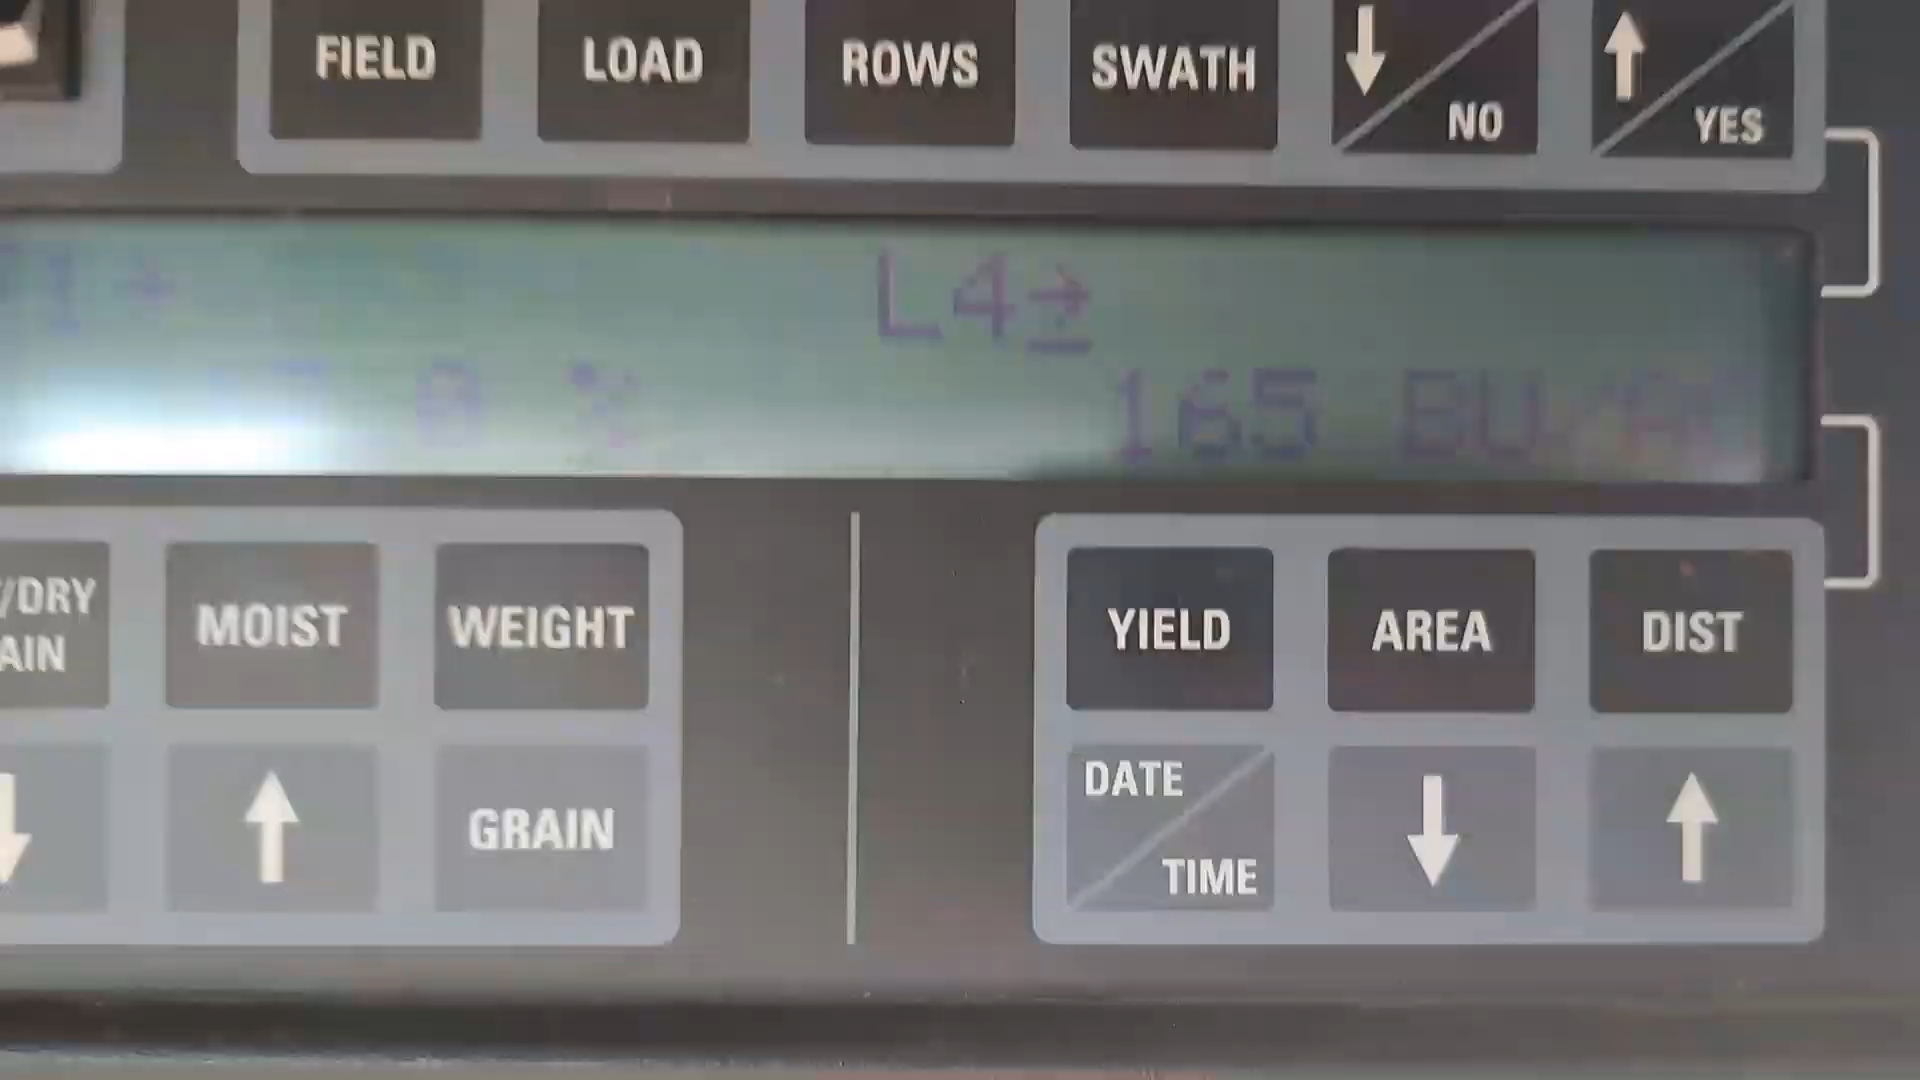 FIELD LOAD ROWS SWATH ↓ NO ↑ YES
L4
0 % 165 BU/
/DRY MOIST WEIGHT YIELD AREA DIST
AIN
↑ GRAIN DATE TIME ↓ ↑